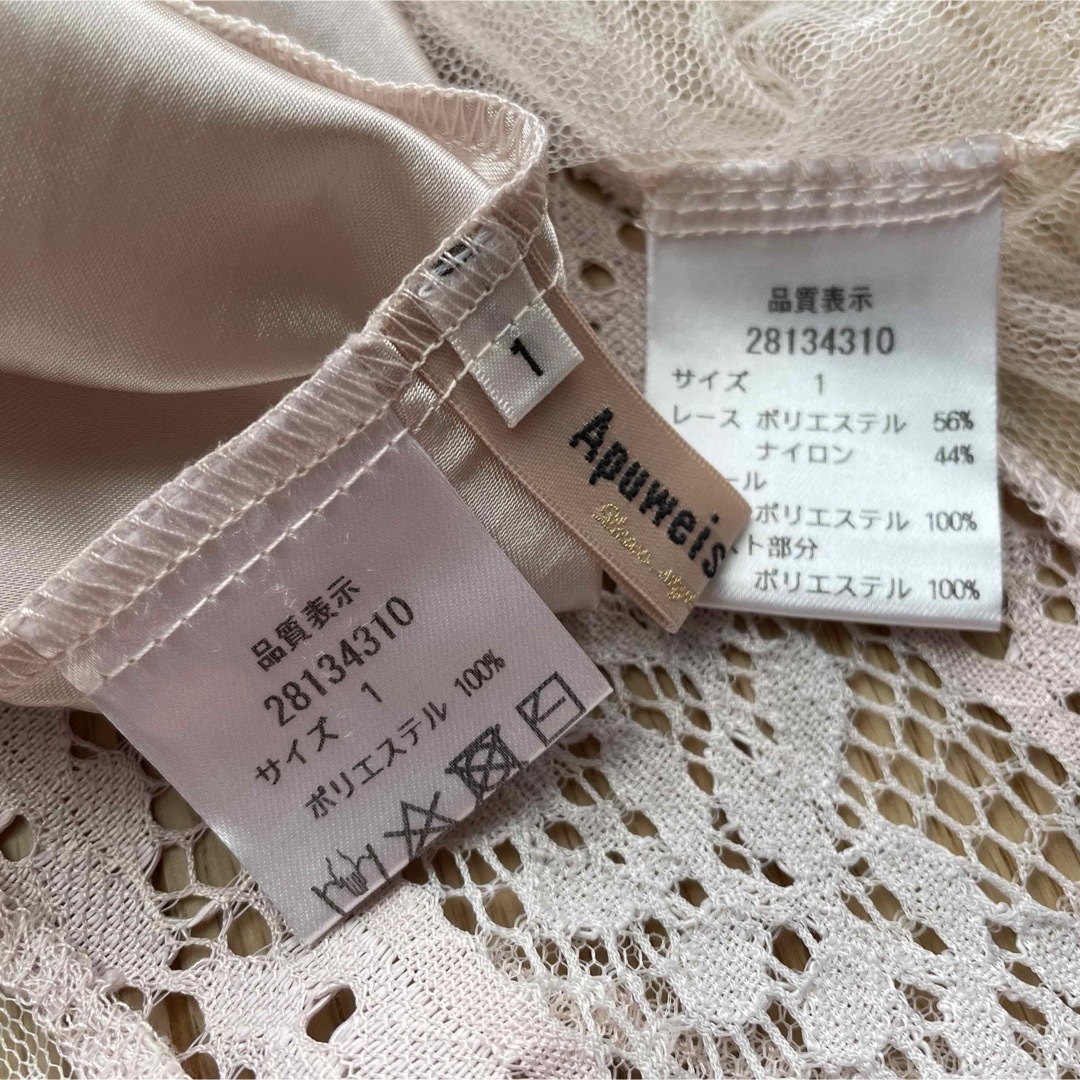 1
Apuweis
品質表示
28134310
サイズ 1
ポリエステル 100%
品質表示
28134310
サイズ 1
レース ポリエステル 56%
ナイロン 44%
ール
ポリエステル 100%
ト部分
ポリエステル 100%